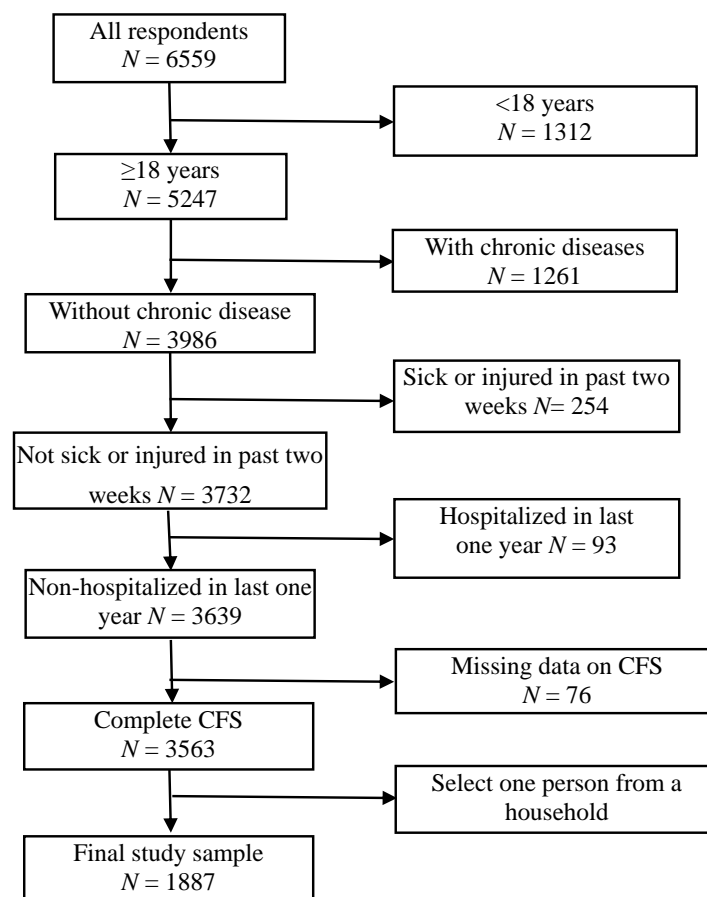 All respondents
N = 6559
<18 years
N = 1312
≥18 years
N = 5247
With chronic diseases
N = 1261
Without chronic disease
N = 3986
Sick or injured in past two
weeks N= 254
Not sick or injured in past two
weeks N = 3732
Hospitalized in last
one year N = 93
Non-hospitalized in last one
year N = 3639
Missing data on CFS
N = 76
Complete CFS
N = 3563
Select one person from a
household
Final study sample
N = 1887